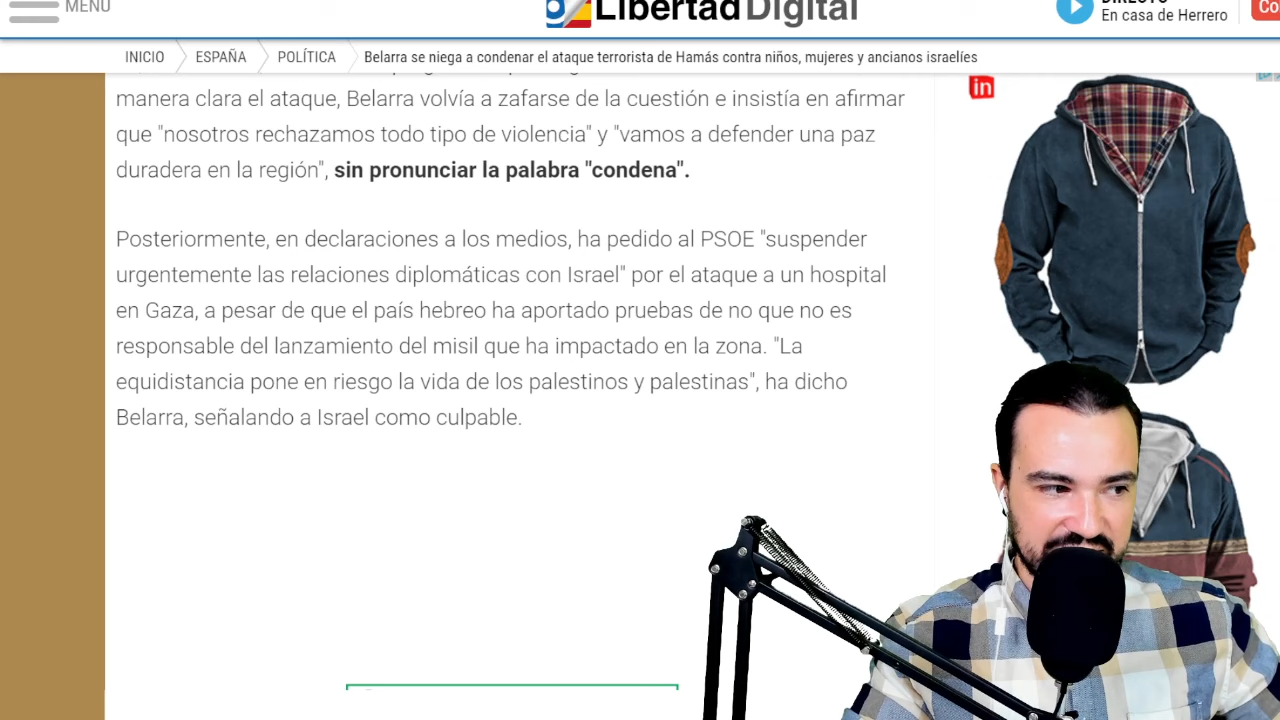 MENÚ
Libertad Digital
DIRECTO
En casa de Herrero
Co
INICIO
ESPAÑA
POLÍTICA
Belarra se niega a condenar el ataque terrorista de Hamás contra niños, mujeres y ancianos israelíes
manera clara el ataque, Belarra volvía a zafarse de la cuestión e insistía en afirmar
que "nosotros rechazamos todo tipo de violencia" y "vamos a defender una paz
duradera en la región", sin pronunciar la palabra "condena".
Posteriormente, en declaraciones a los medios, ha pedido al PSOE "suspender
urgentemente las relaciones diplomáticas con Israel" por el ataque a un hospital
en Gaza, a pesar de que el país hebreo ha aportado pruebas de no que no es
responsable del lanzamiento del misil que ha impactado en la zona. "La
equidistancia pone en riesgo la vida de los palestinos y palestinas", ha dicho
Belarra, señalando a Israel como culpable.
in